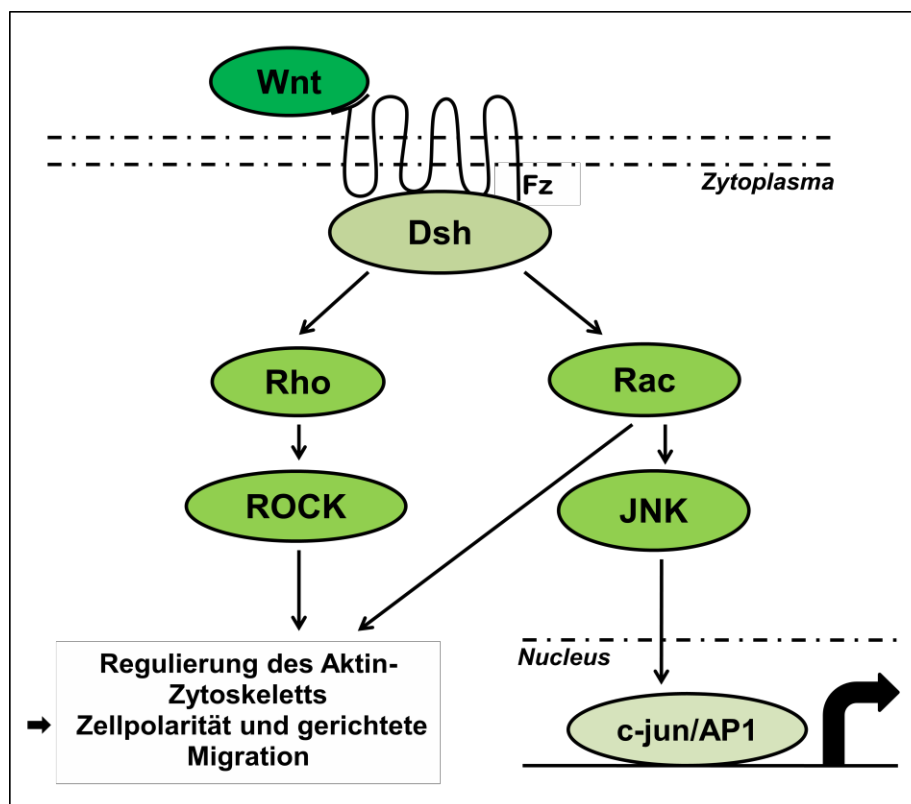 Wnt
Fz
Zytoplasma
Dsh
Rho
Rac
ROCK
JNK
Nucleus
Regulierung des Aktin-
Zytoskeletts
➡ Zellpolarität und gerichtete
Migration
c-jun/AP1